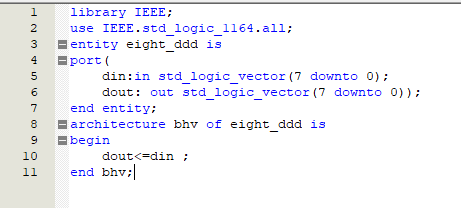 1 library IEEE;
2 use IEEE.std_logic_1164.all;
3 entity eight_ddd is
4 port(
5 din:in std_logic_vector(7 downto 0);
6 dout: out std_logic_vector(7 downto 0));
7 end entity;
8 architecture bhv of eight_ddd is
9 begin
10 dout<=din ;
11 end bhv;